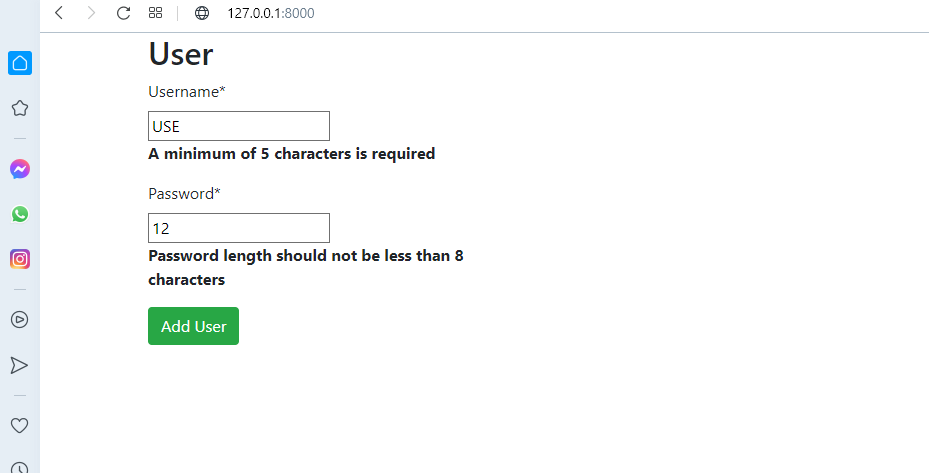 127.0.0.1:8000
User
Username*
USE
A minimum of 5 characters is required
Password*
12
Password length should not be less than 8
characters
Add User